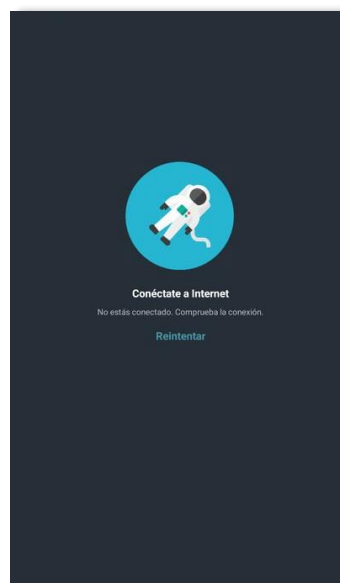 Conéctate a Internet
No estás conectado. Comprueba la conexión.
Reintentar